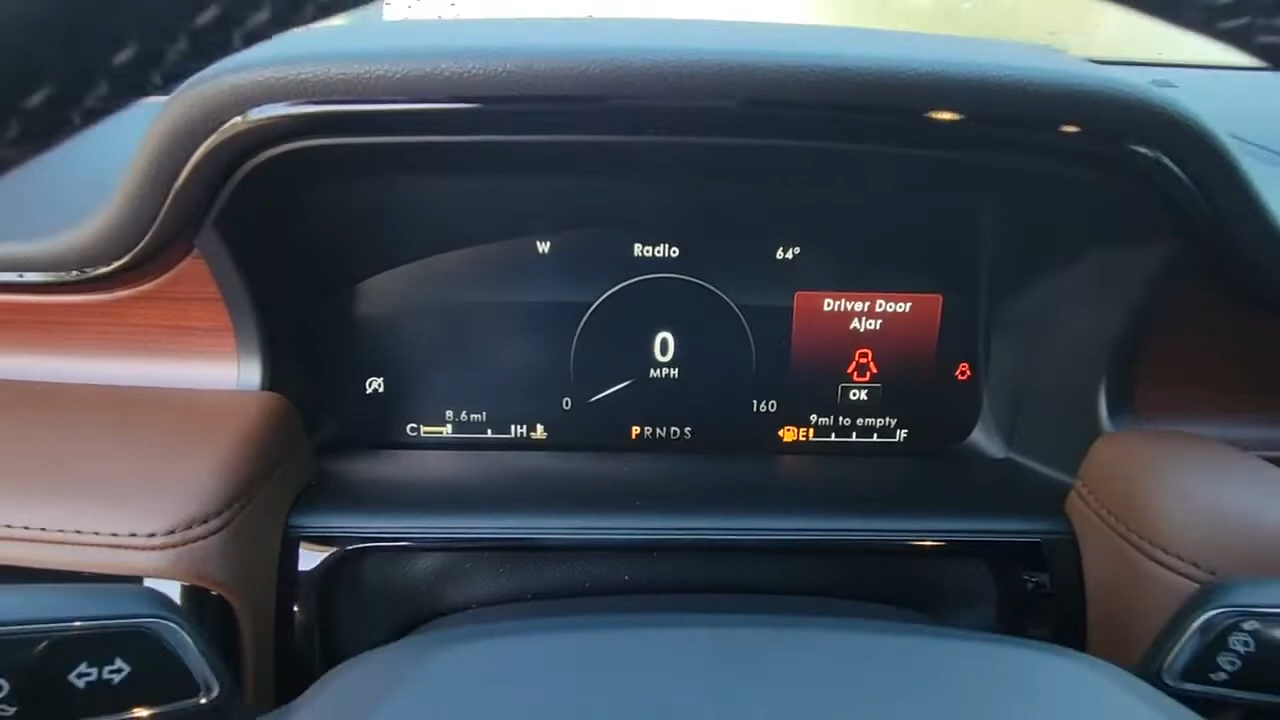 W
Radio
64°
Driver Door
Ajar
0
MPH
OK
0
160
8.6mi
9mi to empty
C H
PRNDS
E F